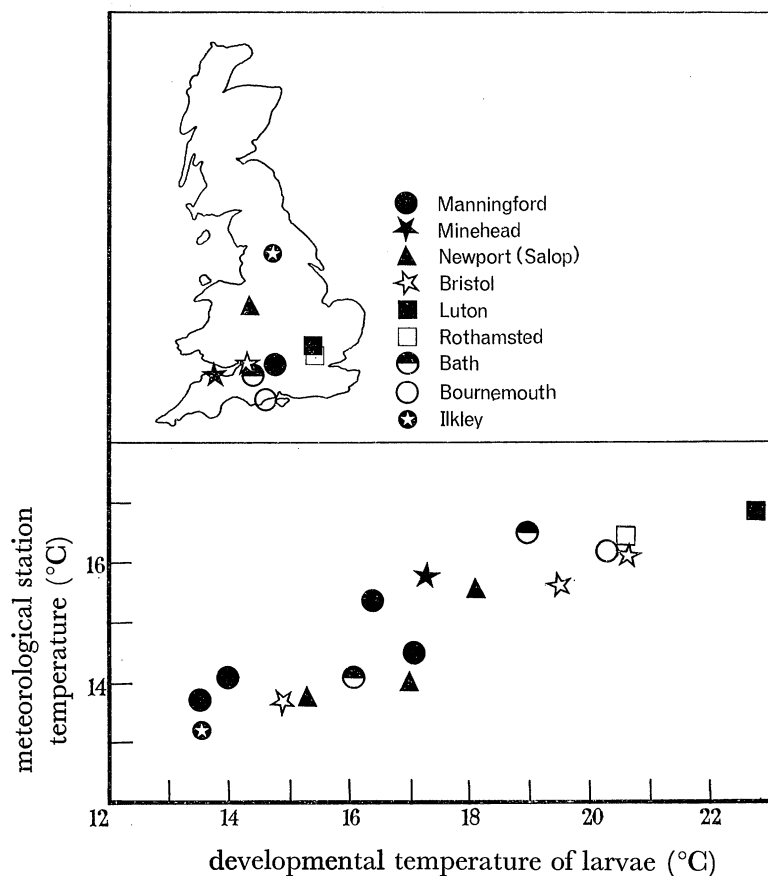 Manningford
Minehead
Newport (Salop)
Bristol
Luton
Rothamsted
Bath
Bournemouth
Ilkley
meteorological station
temperature (°C)
16
14
12 14 16 18 20 22
developmental temperature of larvae (°C)